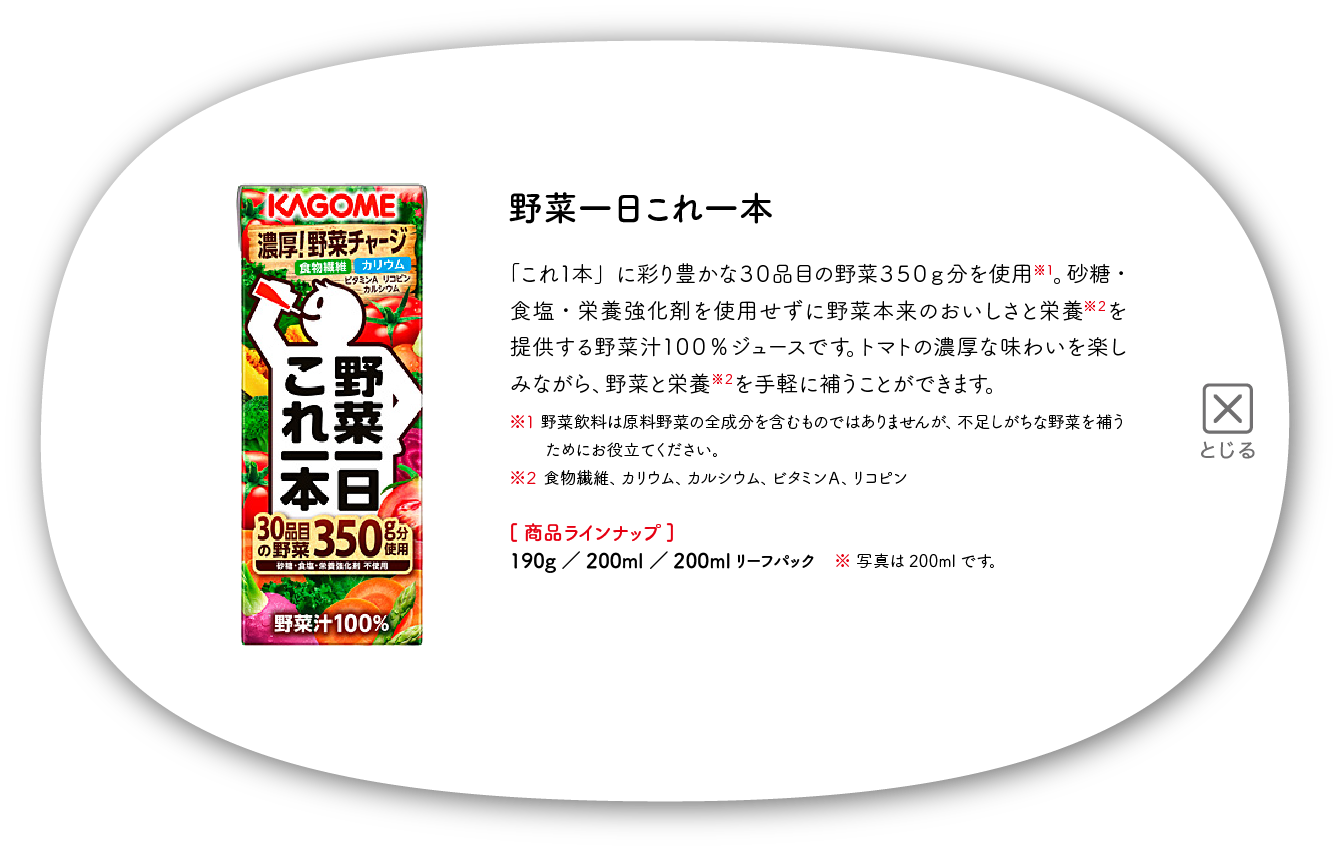 KAGOME
濃厚!野菜チャージ
食物繊維 カリウム
ビタミンA リコピン
カルシウム
野菜一日
これ一本
30品目の野菜350g分使用
砂糖・食塩・栄養強化剤 不使用
野菜汁100%
野菜一日これ一本
「これ1本」に彩り豊かな30品目の野菜350g分を使用※1。砂糖・
食塩・栄養強化剤を使用せずに野菜本来のおいしさと栄養※2を
提供する野菜汁100%ジュースです。トマトの濃厚な味わいを楽し
みながら、野菜と栄養※2を手軽に補うことができます。
※1 野菜飲料は原料野菜の全成分を含むものではありませんが、不足しがちな野菜を補う
ためにお役立てください。
※2 食物繊維、カリウム、カルシウム、ビタミンA、リコピン
[ 商品ラインナップ ]
190g ／ 200ml ／ 200ml リーフパック ※ 写真は 200ml です。
とじる